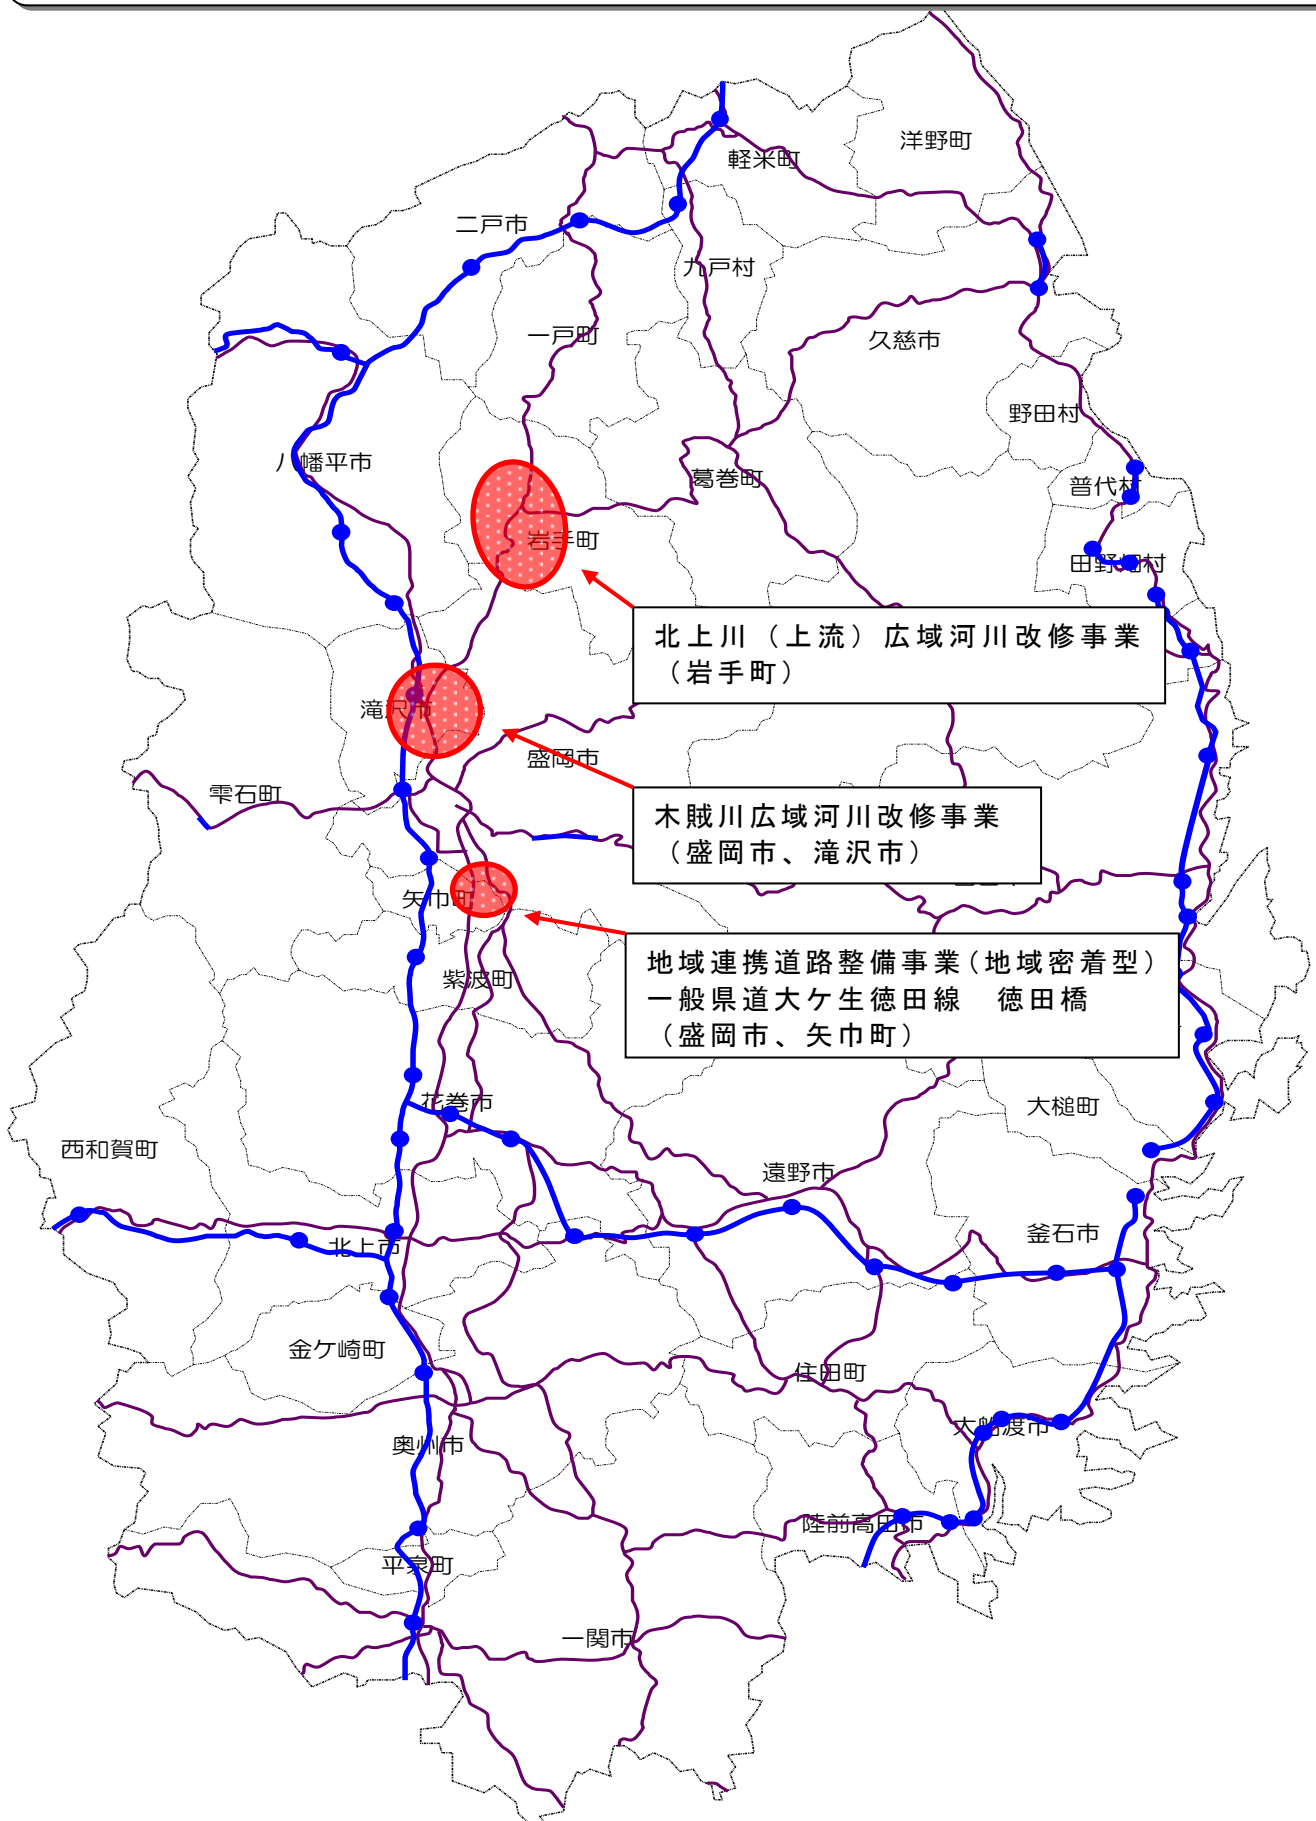 洋野町
軽米町
二戸市
九戸村
一戸町
久慈市
野田村
八幡平市
葛巻町
普代村
岩手町
田野畑村
北上川(上流)広域河川改修事業
(岩手町)
滝沢市
盛岡市
雫石町
木賊川広域河川改修事業
(盛岡市、滝沢市)
矢巾町
地域連携道路整備事業(地域密着型)
一般県道大ケ生徳田線 徳田橋
(盛岡市、矢巾町)
紫波町
花巻市
大槌町
西和賀町
遠野市
釜石市
北上市
金ケ崎町
住田町
大船渡市
奥州市
陸前高田市
平泉町
一関市